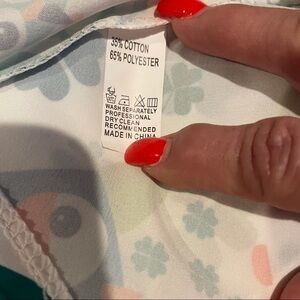 35% COTTON
65% POLYESTER
WASH SEPARATELY
PROFESSIONAL
DRY CLEAN
RECOMMENDED
MADE IN CHINA